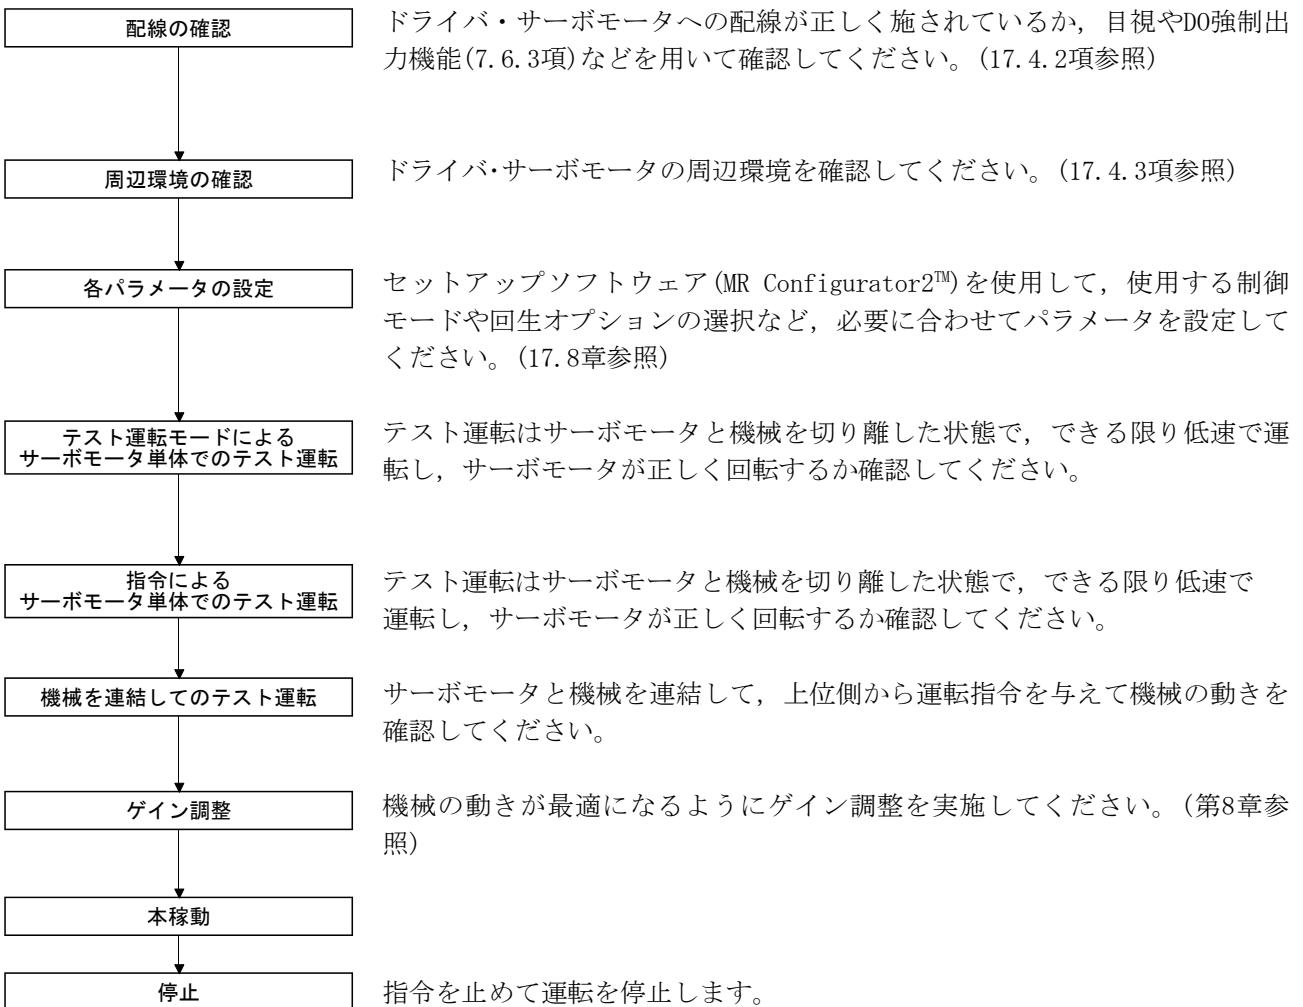 配線の確認
ドライバ・サーボモータへの配線が正しく施されているか，目視やDO強制出
力機能(7.6.3項)などを用いて確認してください。(17.4.2項参照)
周辺環境の確認
ドライバ・サーボモータの周辺環境を確認してください。(17.4.3項参照)
各パラメータの設定
セットアップソフトウェア(MR Configurator2™)を使用して，使用する制御
モードや回生オプションの選択など，必要に合わせてパラメータを設定して
ください。(17.8章参照)
テスト運転モードによる
サーボモータ単体でのテスト運転
テスト運転はサーボモータと機械を切り離した状態で，できる限り低速で運
転し，サーボモータが正しく回転するか確認してください。
指令による
サーボモータ単体でのテスト運転
テスト運転はサーボモータと機械を切り離した状態で，できる限り低速で
運転し，サーボモータが正しく回転するか確認してください。
機械を連結してのテスト運転
サーボモータと機械を連結して，上位側から運転指令を与えて機械の動きを
確認してください。
ゲイン調整
機械の動きが最適になるようにゲイン調整を実施してください。(第8章参
照)
本稼動
停止
指令を止めて運転を停止します。